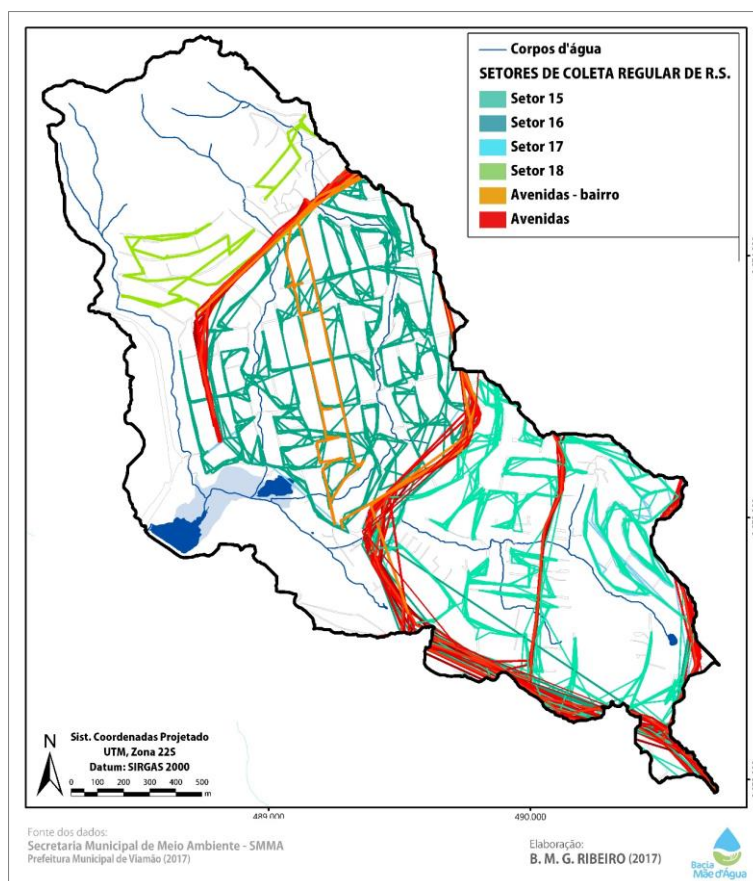 Corpos d'água
SETORES DE COLETA REGULAR DE R.S.
Setor 15
Setor 16
Setor 17
Setor 18
Avenidas - bairro
Avenidas
N
Sist. Coordenadas Projetado
UTM, Zona 22S
Datum: SIRGAS 2000
0 50 100 200 300 400 500
m
489.000 490.000
Fonte dos dados:
Secretaria Municipal de Meio Ambiente - SMMA
Prefeitura Municipal de Viamão (2017)
Elaboração:
B. M. G. RIBEIRO (2017)
Bacia
Mãe d'Água